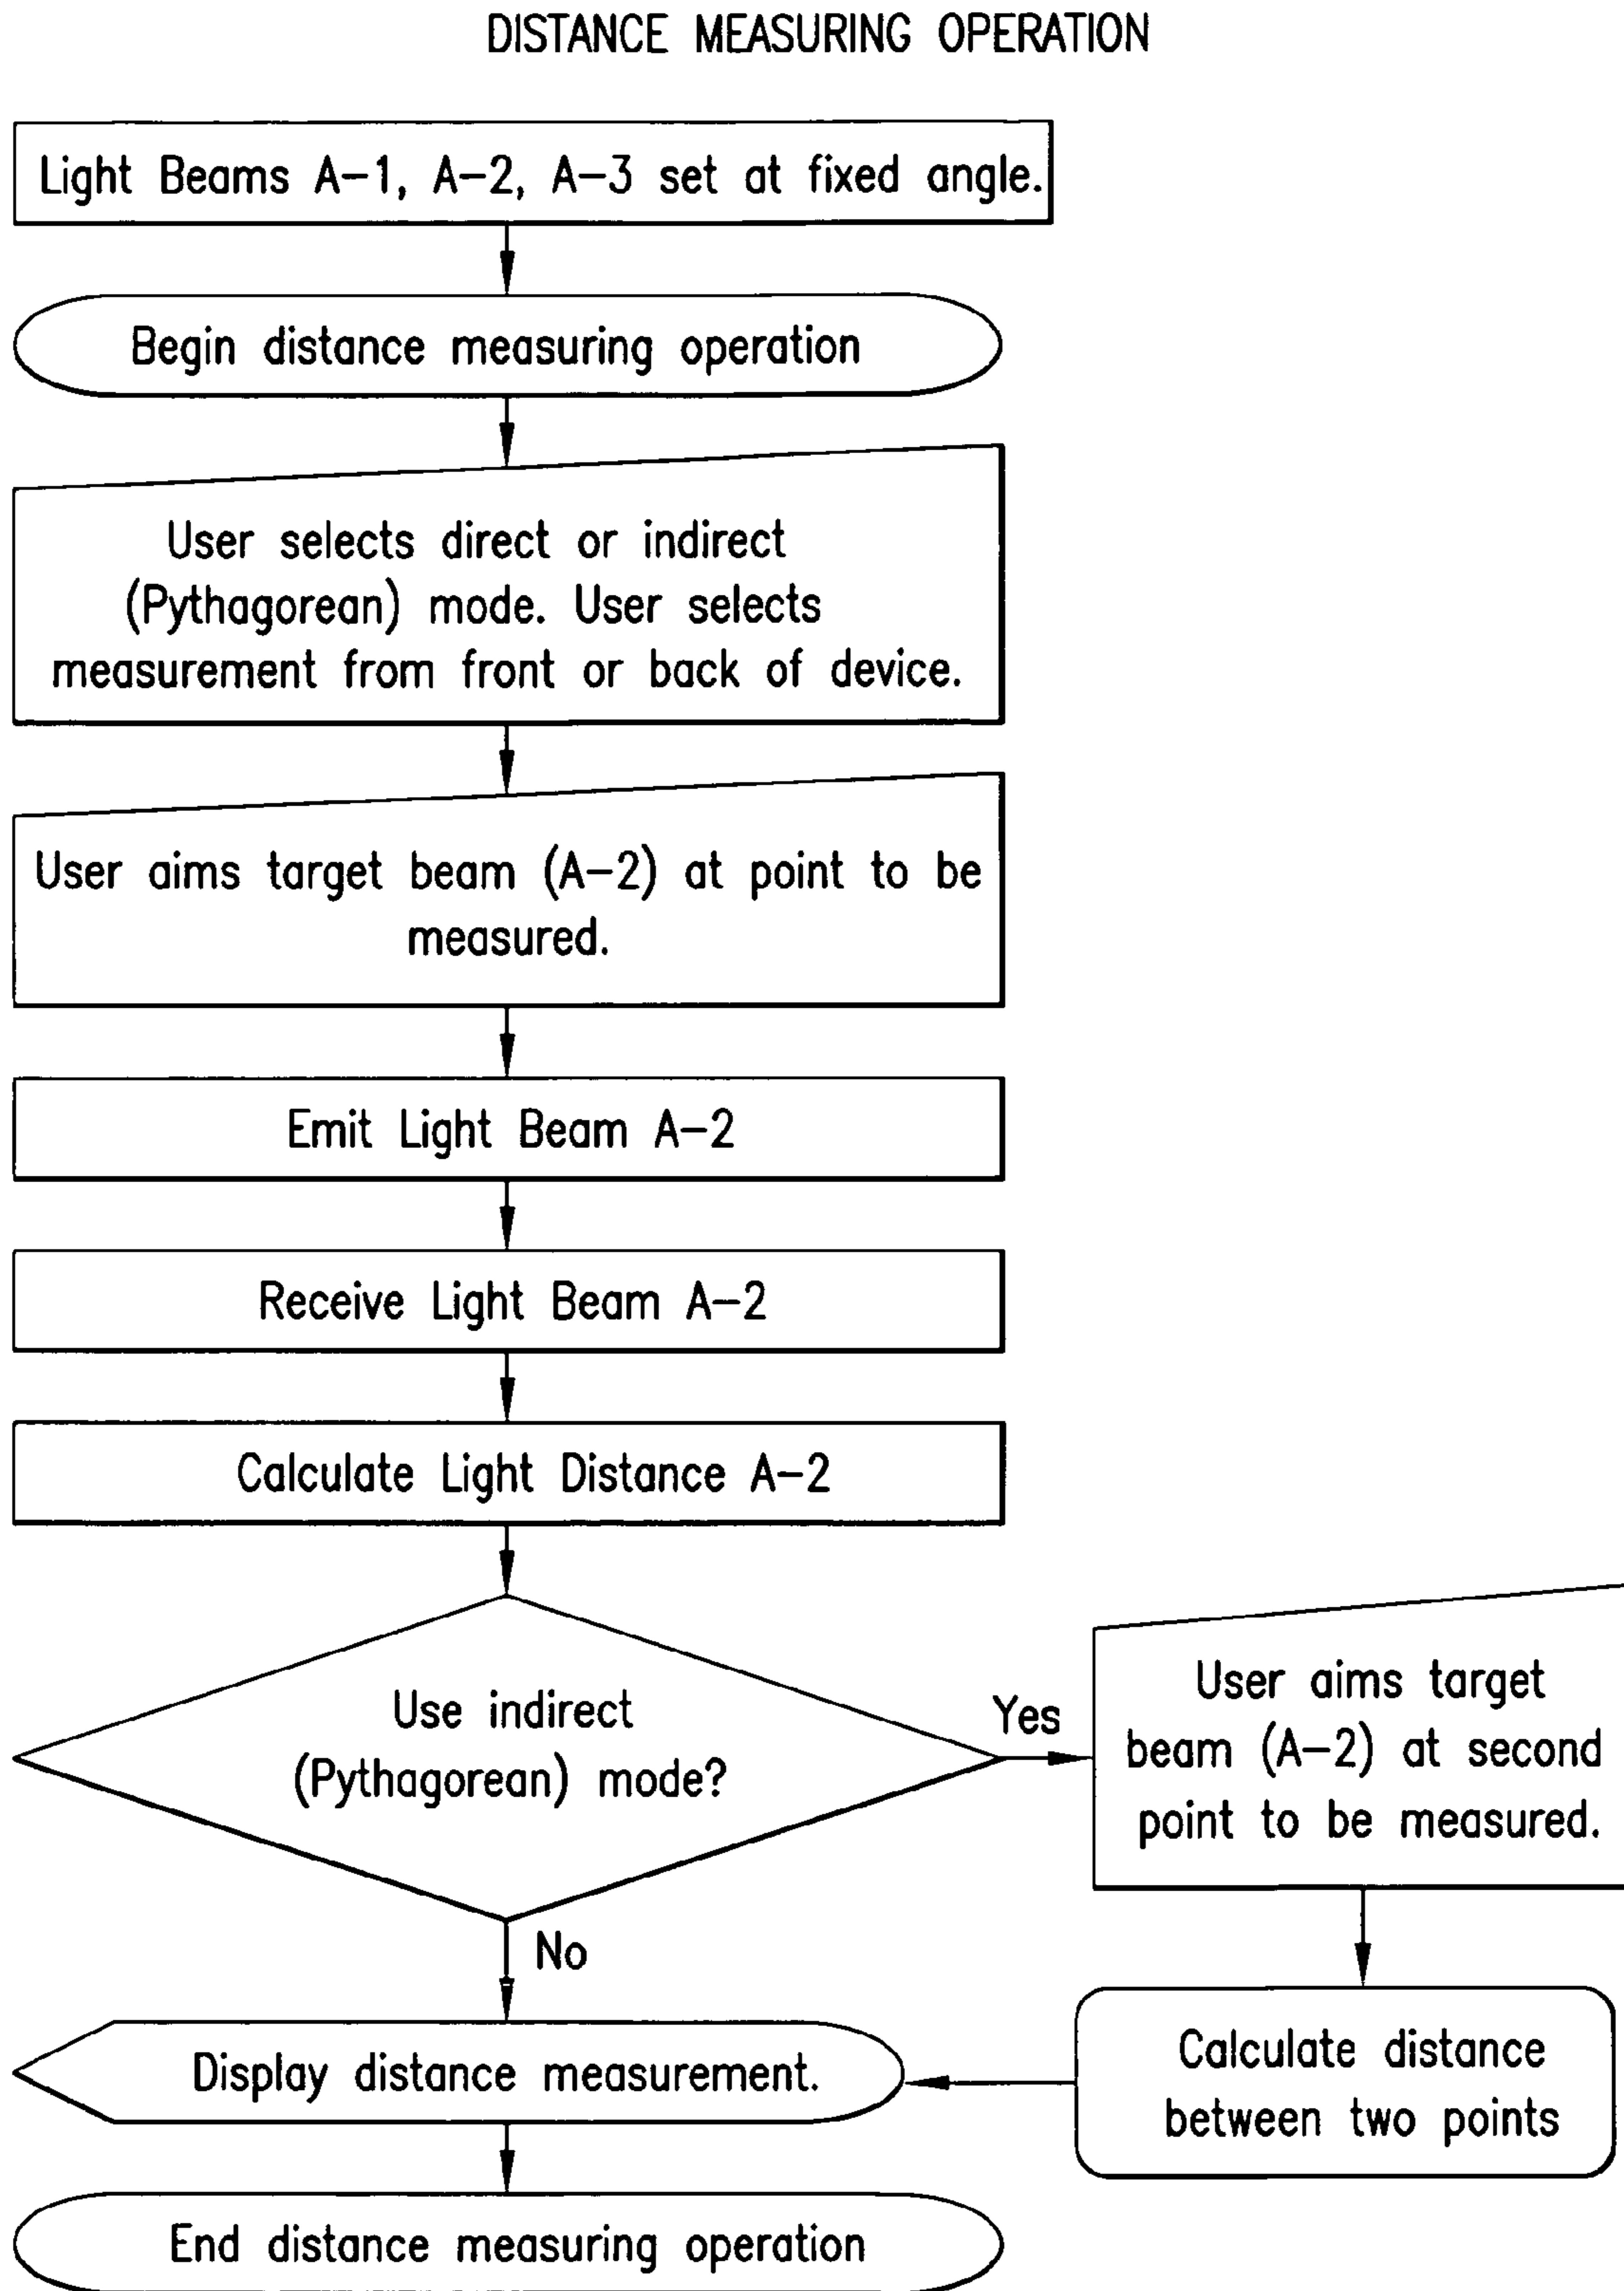 DISTANCE MEASURING OPERATION
Light Beams A-1, A-2, A-3 set at fixed angle.
Begin distance measuring operation
User selects direct or indirect
(Pythagorean) mode. User selects
measurement from front or back of device.
User aims target beam (A-2) at point to be
measured.
Emit Light Beam A-2
Receive Light Beam A-2
Calculate Light Distance A-2
Use indirect
(Pythagorean) mode?
Yes
User aims target
beam (A-2) at second
point to be measured.
No
Calculate distance
between two points
Display distance measurement.
End distance measuring operation